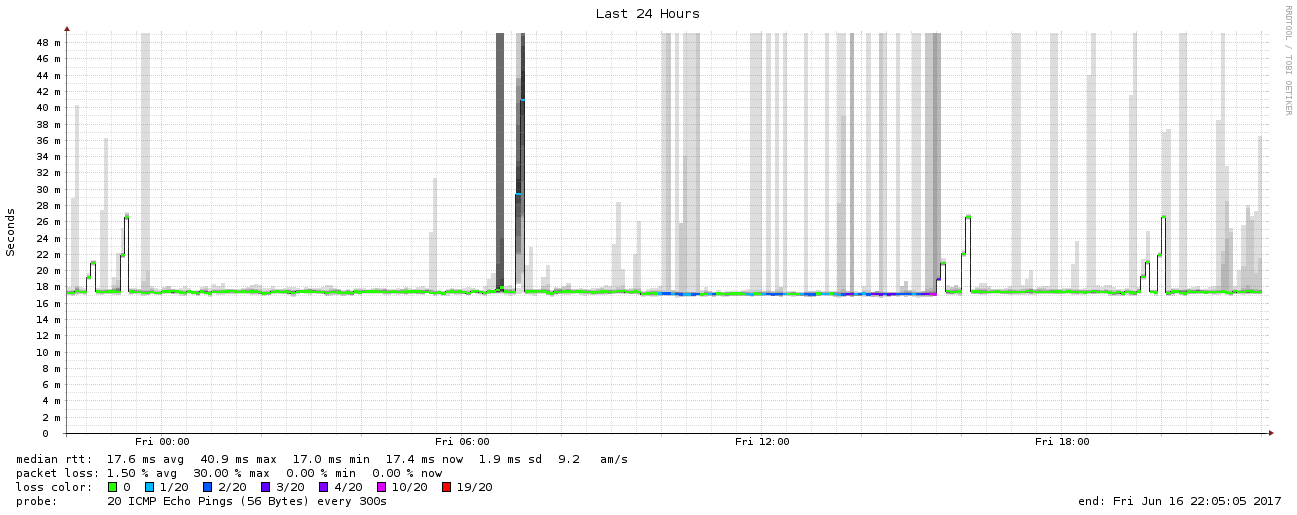 Last 24 Hours
RRDTOOL / TOBI OETIKER
Seconds
48 m
46 m
44 m
42 m
40 m
38 m
36 m
34 m
32 m
30 m
28 m
26 m
24 m
22 m
20 m
18 m
16 m
14 m
12 m
10 m
8 m
6 m
4 m
2 m
0
Fri 00:00 Fri 06:00 Fri 12:00 Fri 18:00
median rtt: 17.6 ms avg 40.9 ms max 17.0 ms min 17.4 ms now 1.9 ms sd 9.2 am/s
packet loss: 1.50 % avg 30.00 % max 0.00 % min 0.00 % now
loss color: 0 1/20 2/20 3/20 4/20 10/20 19/20
probe: 20 ICMP Echo Pings (56 Bytes) every 300s end: Fri Jun 16 22:05:05 2017